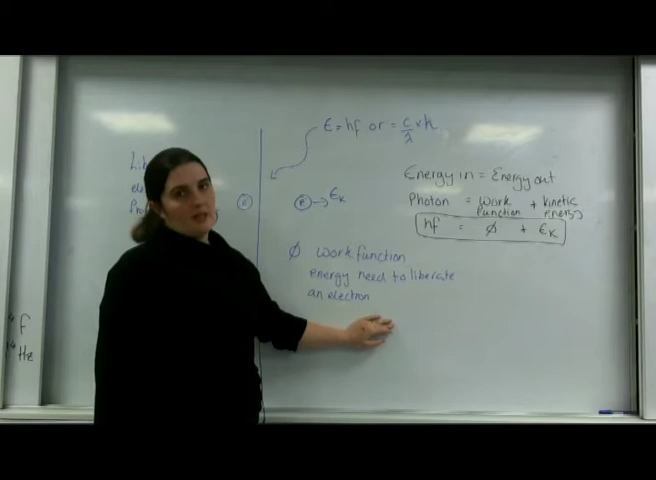 E = hf or = c/λ × h
Energy in = Energy out
Photon = work function + kinetic energy
hf = Ø + EK
e
e → EK
Ø work function
energy need to liberate
an electron
f
Hz